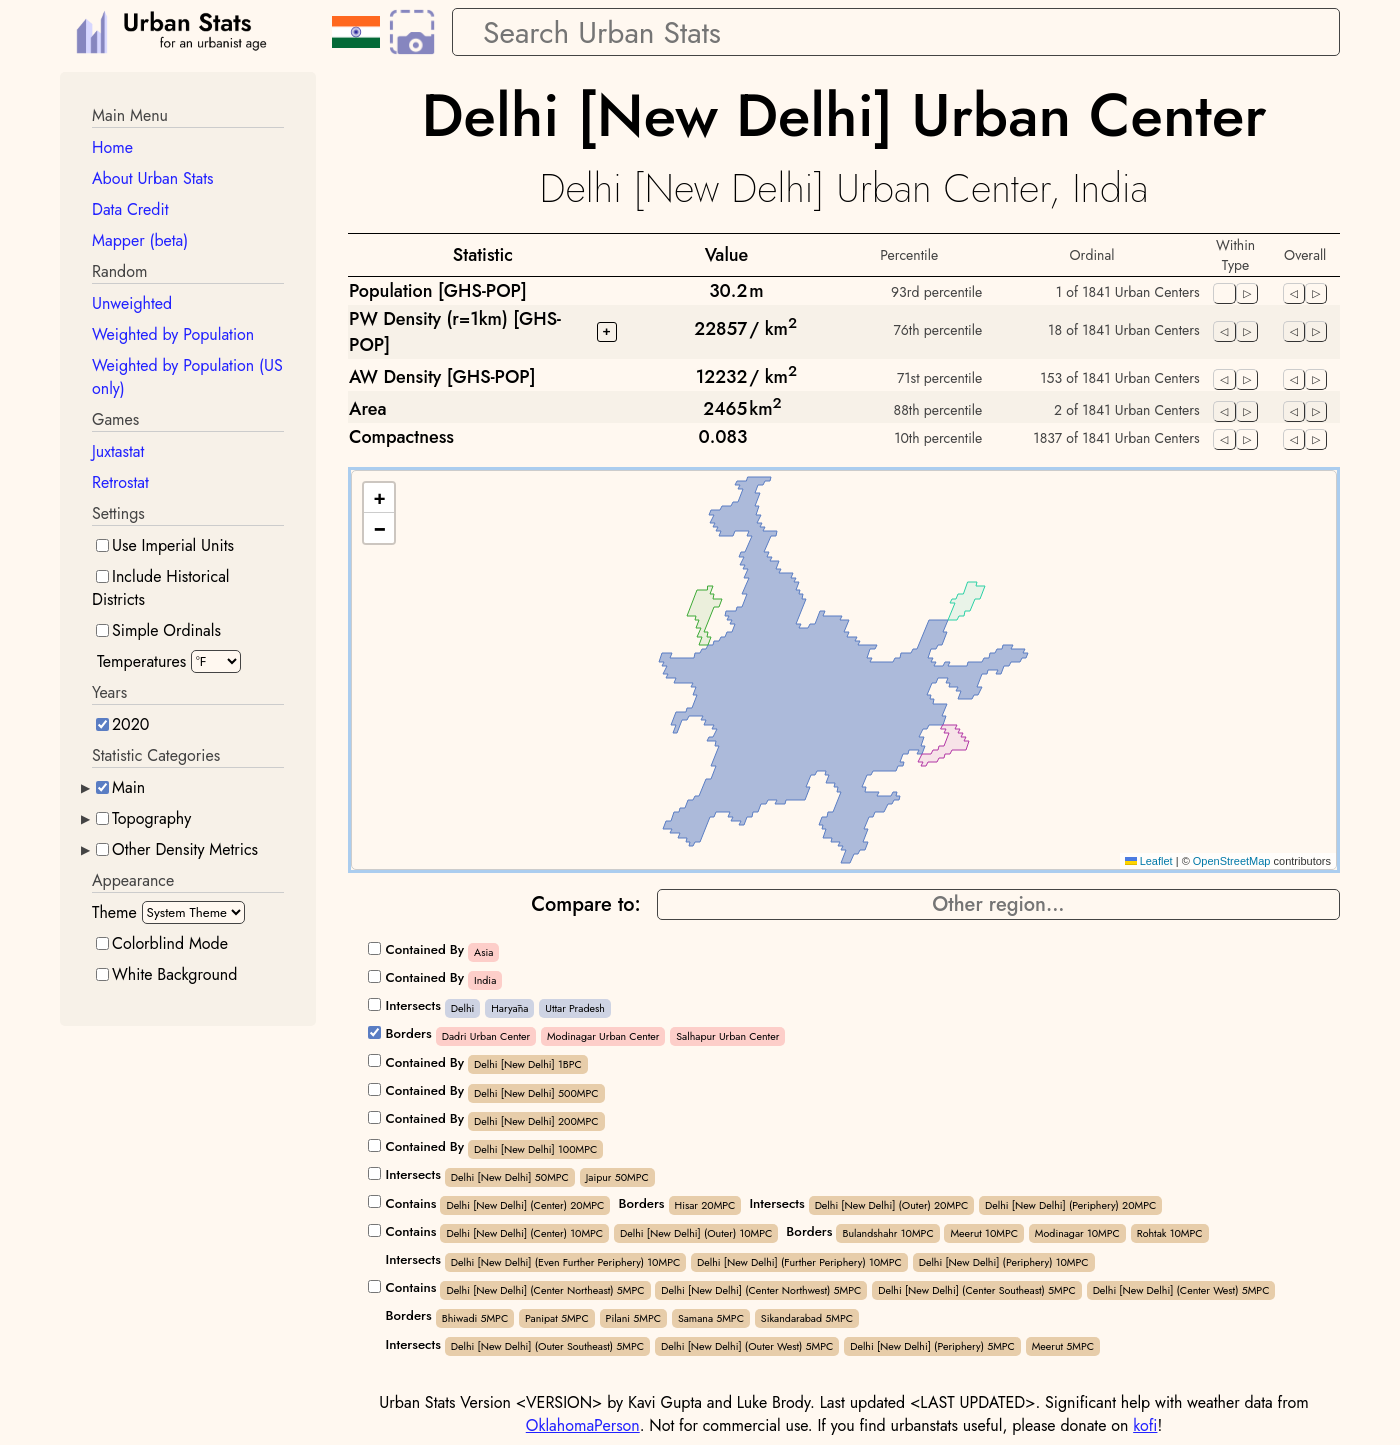 Urban Stats
for an urbanist age
Search Urban Stats
Main Menu
Home
About Urban Stats
Data Credit
Mapper (beta)
Random
Unweighted
Weighted by Population
Weighted by Population (US
only)
Games
Juxtastat
Retrostat
Settings
Use Imperial Units
Include Historical
Districts
Simple Ordinals
Temperatures °F
Years
2020
Statistic Categories
Main
Topography
Other Density Metrics
Appearance
Theme System Theme
Colorblind Mode
White Background
Delhi [New Delhi] Urban Center
Delhi [New Delhi] Urban Center, India
Statistic Value Percentile Ordinal Within Type Overall
Population [GHS-POP] 30.2 m 93rd percentile 1 of 1841 Urban Centers
PW Density (r=1km) [GHS-
POP] + 22857 / km² 76th percentile 18 of 1841 Urban Centers
AW Density [GHS-POP] 12232 / km² 71st percentile 153 of 1841 Urban Centers
Area 2465 km² 88th percentile 2 of 1841 Urban Centers
Compactness 0.083 10th percentile 1837 of 1841 Urban Centers
+
−
Leaflet | © OpenStreetMap contributors
Compare to: Other region...
Contained By Asia
Contained By India
Intersects Delhi Haryāna Uttar Pradesh
Borders Dadri Urban Center Modinagar Urban Center Salhapur Urban Center
Contained By Delhi [New Delhi] 1BPC
Contained By Delhi [New Delhi] 500MPC
Contained By Delhi [New Delhi] 200MPC
Contained By Delhi [New Delhi] 100MPC
Intersects Delhi [New Delhi] 50MPC Jaipur 50MPC
Contains Delhi [New Delhi] (Center) 20MPC Borders Hisar 20MPC Intersects Delhi [New Delhi] (Outer) 20MPC Delhi [New Delhi] (Periphery) 20MPC
Contains Delhi [New Delhi] (Center) 10MPC Delhi [New Delhi] (Outer) 10MPC Borders Bulandshahr 10MPC Meerut 10MPC Modinagar 10MPC Rohtak 10MPC
Intersects Delhi [New Delhi] (Even Further Periphery) 10MPC Delhi [New Delhi] (Further Periphery) 10MPC Delhi [New Delhi] (Periphery) 10MPC
Contains Delhi [New Delhi] (Center Northeast) 5MPC Delhi [New Delhi] (Center Northwest) 5MPC Delhi [New Delhi] (Center Southeast) 5MPC Delhi [New Delhi] (Center West) 5MPC
Borders Bhiwadi 5MPC Panipat 5MPC Pilani 5MPC Samana 5MPC Sikandarabad 5MPC
Intersects Delhi [New Delhi] (Outer Southeast) 5MPC Delhi [New Delhi] (Outer West) 5MPC Delhi [New Delhi] (Periphery) 5MPC Meerut 5MPC
Urban Stats Version <VERSION> by Kavi Gupta and Luke Brody. Last updated <LAST UPDATED>. Significant help with weather data from
OklahomaPerson. Not for commercial use. If you find urbanstats useful, please donate on kofi!